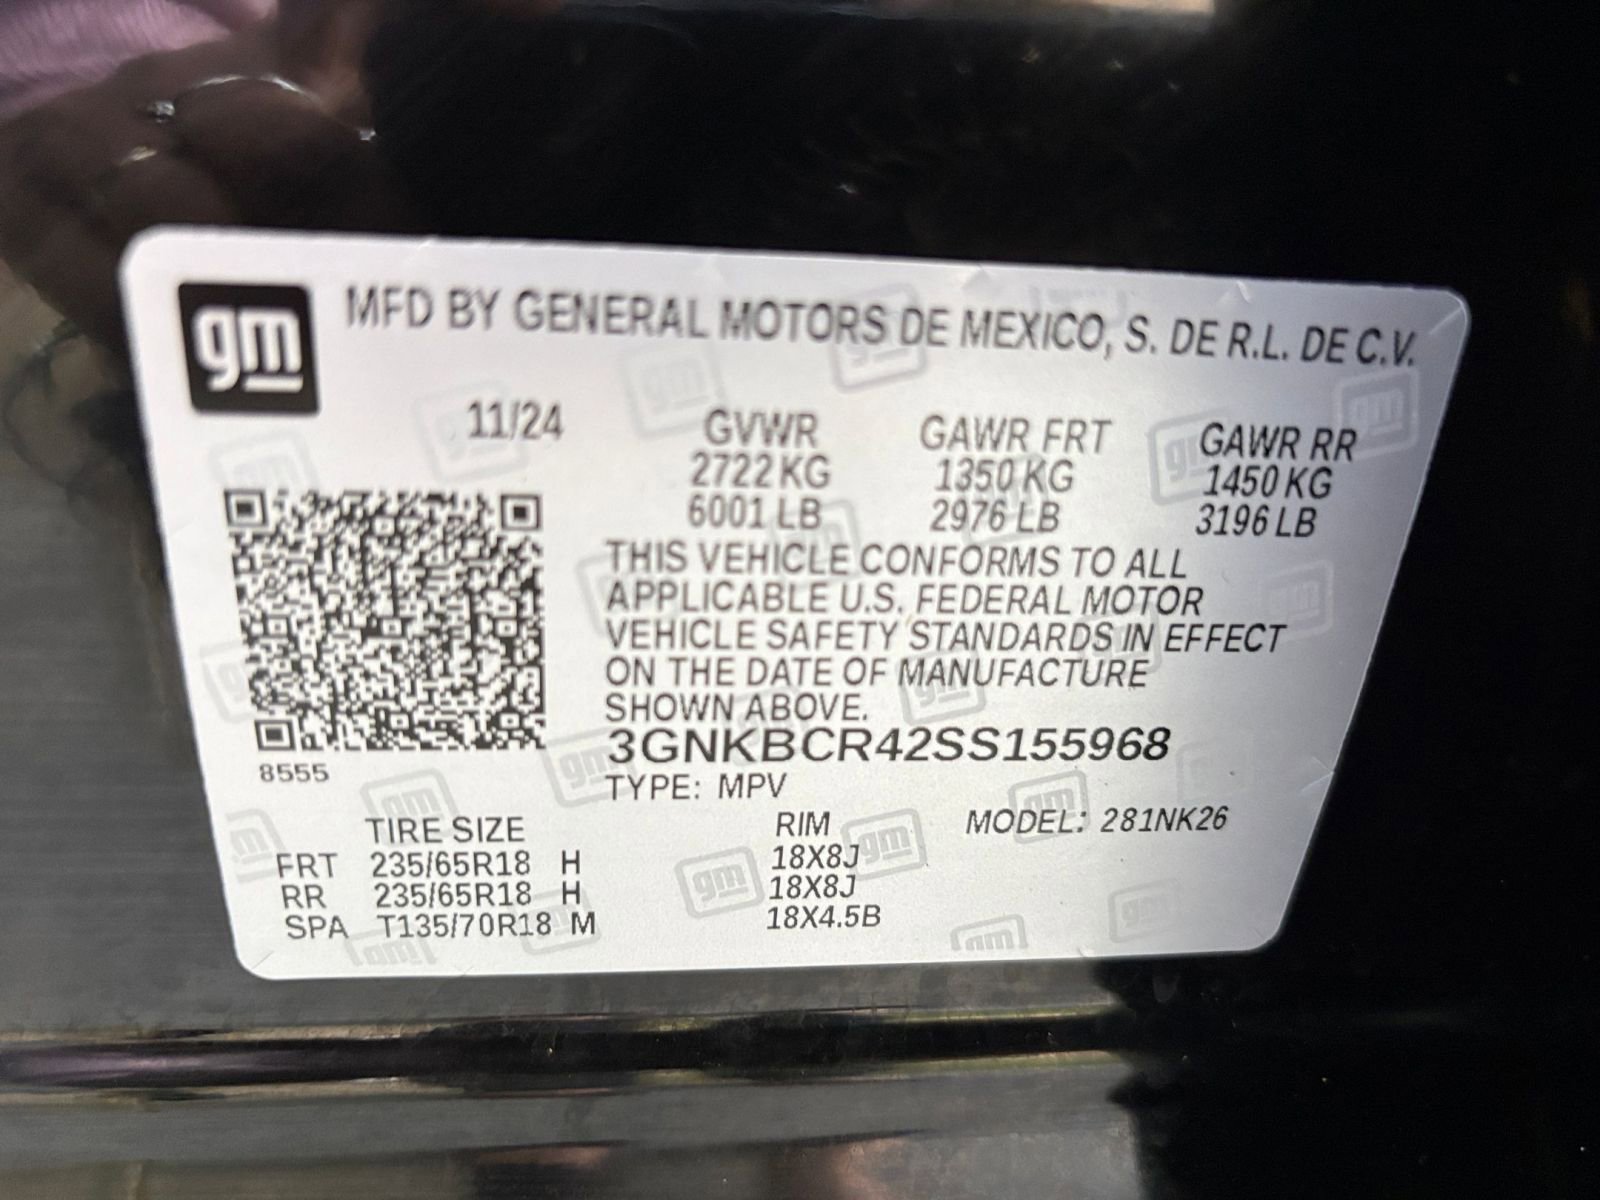 gm MFD BY GENERAL MOTORS DE MEXICO, S. DE R.L. DE C.V.
11/24 GVWR GAWR FRT GAWR RR
2722 KG 1350 KG 1450 KG
6001 LB 2976 LB 3196 LB
THIS VEHICLE CONFORMS TO ALL
APPLICABLE U.S. FEDERAL MOTOR
VEHICLE SAFETY STANDARDS IN EFFECT
ON THE DATE OF MANUFACTURE
SHOWN ABOVE.
3GNKBCR42SS155968
8555
TYPE: MPV
TIRE SIZE RIM MODEL: 281NK26
FRT 235/65R18 H 18X8J
RR 235/65R18 H 18X8J
SPA T135/70R18 M 18X4.5B